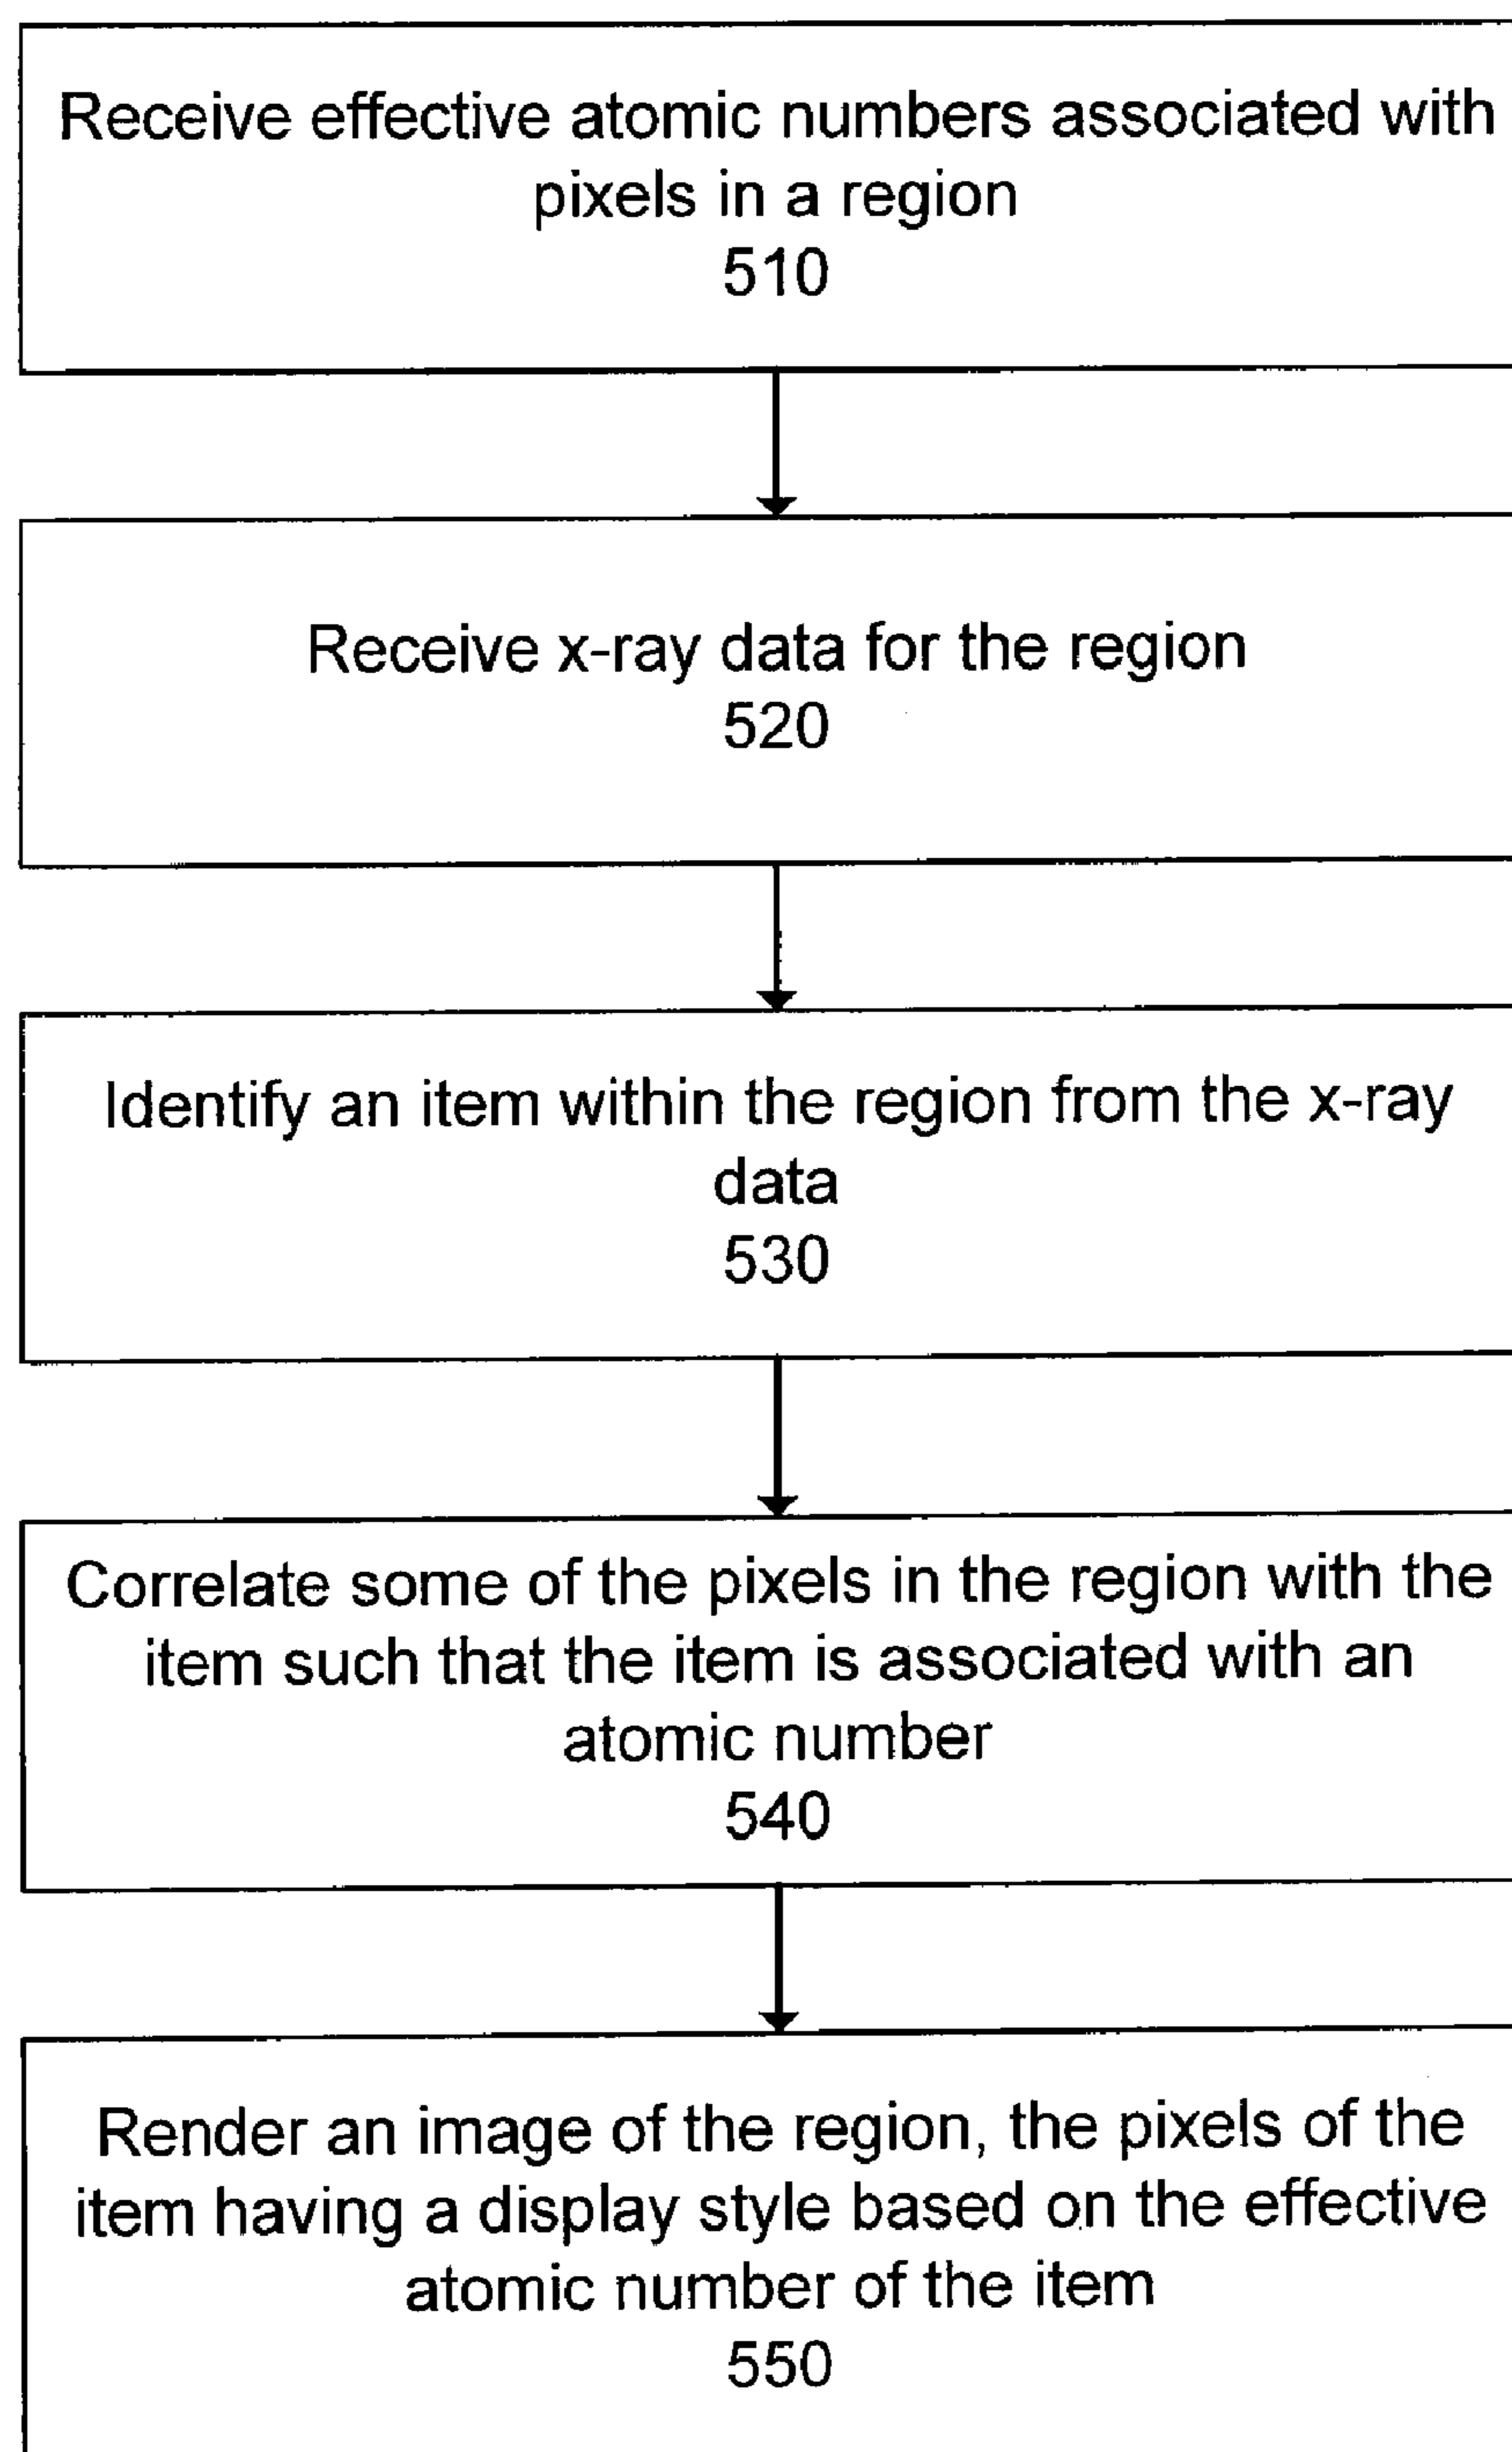 Receive effective atomic numbers associated with
pixels in a region
510
Receive x-ray data for the region
520
Identify an item within the region from the x-ray
data
530
Correlate some of the pixels in the region with the
item such that the item is associated with an
atomic number
540
Render an image of the region, the pixels of the
item having a display style based on the effective
atomic number of the item
550